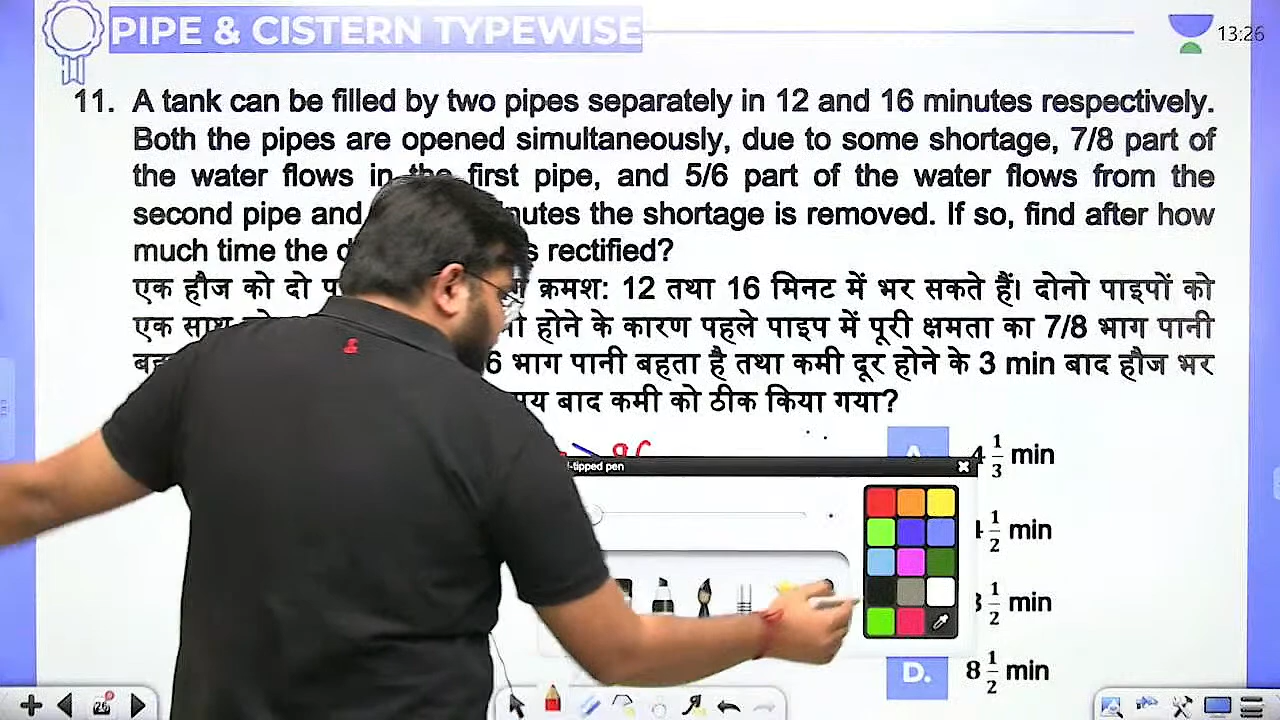 PIPE & CISTERN TYPEWISE
13:26
11. A tank can be filled by two pipes separately in 12 and 16 minutes respectively.
Both the pipes are opened simultaneously, due to some shortage, 7/8 part of
the water flows in the first pipe, and 5/6 part of the water flows from the
second pipe and nutes the shortage is removed. If so, find after how
much time the d s rectified?
एक हौज को दो प क्रमश: 12 तथा 16 मिनट में भर सकते हैं। दोनो पाइपों को
एक साथ होने के कारण पहले पाइप में पूरी क्षमता का 7/8 भाग पानी
बह 6 भाग पानी बहता है तथा कमी दूर होने के 3 min बाद हौज भर
बाद कमी को ठीक किया गया?
-tipped pen
4 1/3 min
1/2 min
1/2 min
D. 8 1/2 min